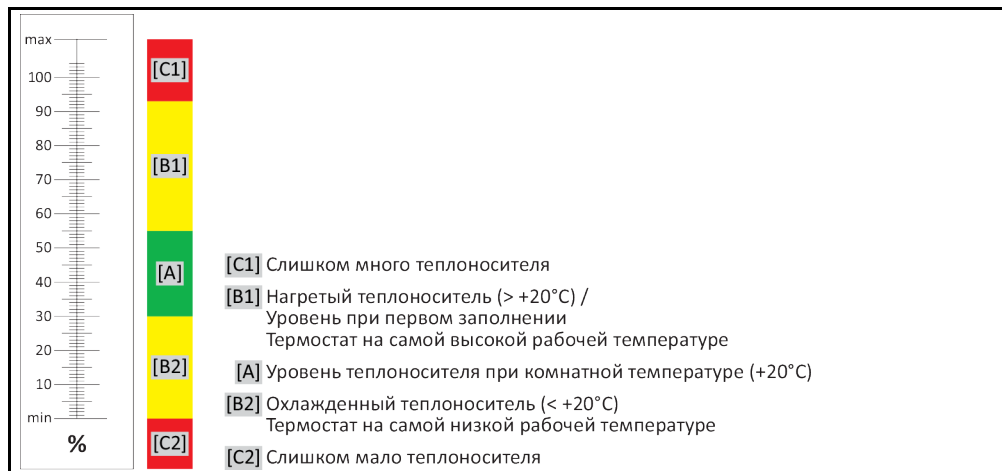 max
100
90
80
70
60
50
40
30
20
10
min
%
[C1]
[B1]
[A]
[B2]
[C2]
[C1] Слишком много теплоносителя
[B1] Нагретый теплоноситель (> +20°C) /
Уровень при первом заполнении
Термостат на самой высокой рабочей температуре
[A] Уровень теплоносителя при комнатной температуре (+20°C)
[B2] Охлажденный теплоноситель (< +20°C)
Термостат на самой низкой рабочей температуре
[C2] Слишком мало теплоносителя